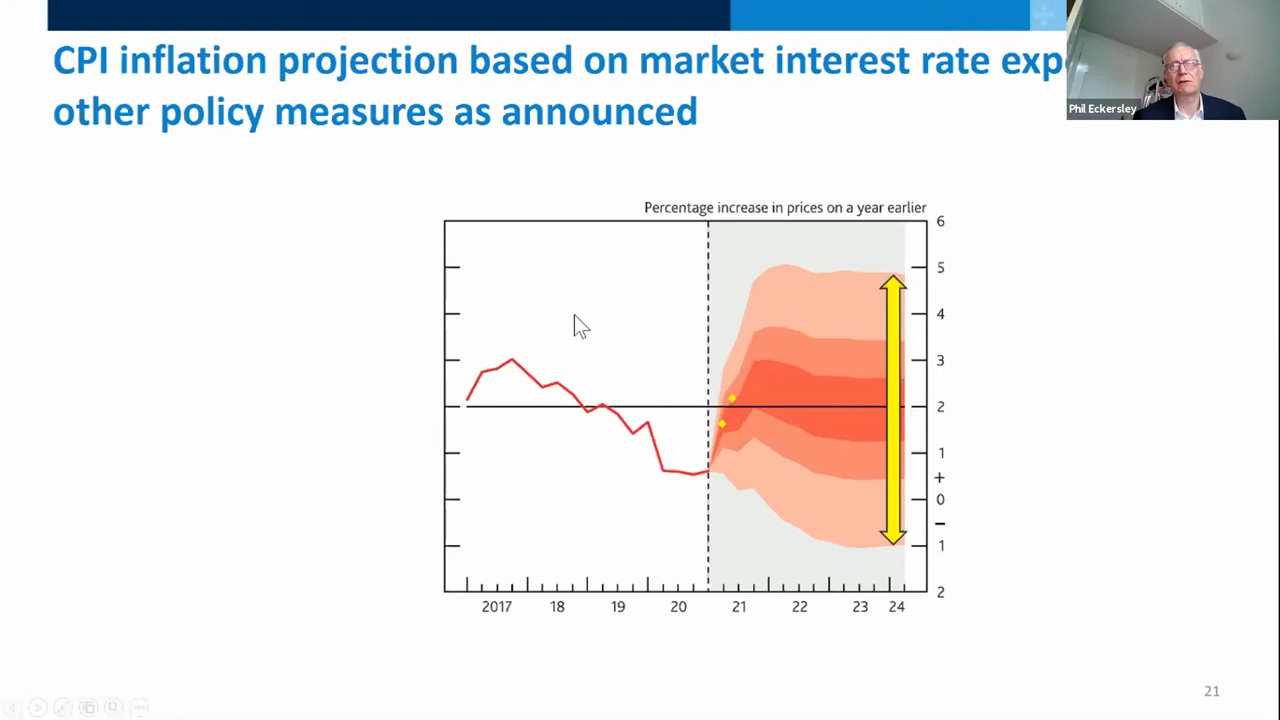 CPI inflation projection based on market interest rate exp
other policy measures as announced
Phil Eckersley
Percentage increase in prices on a year earlier
6
5
4
3
2
1
+
0
–
1
2
2017 18 19 20 21 22 23 24
21